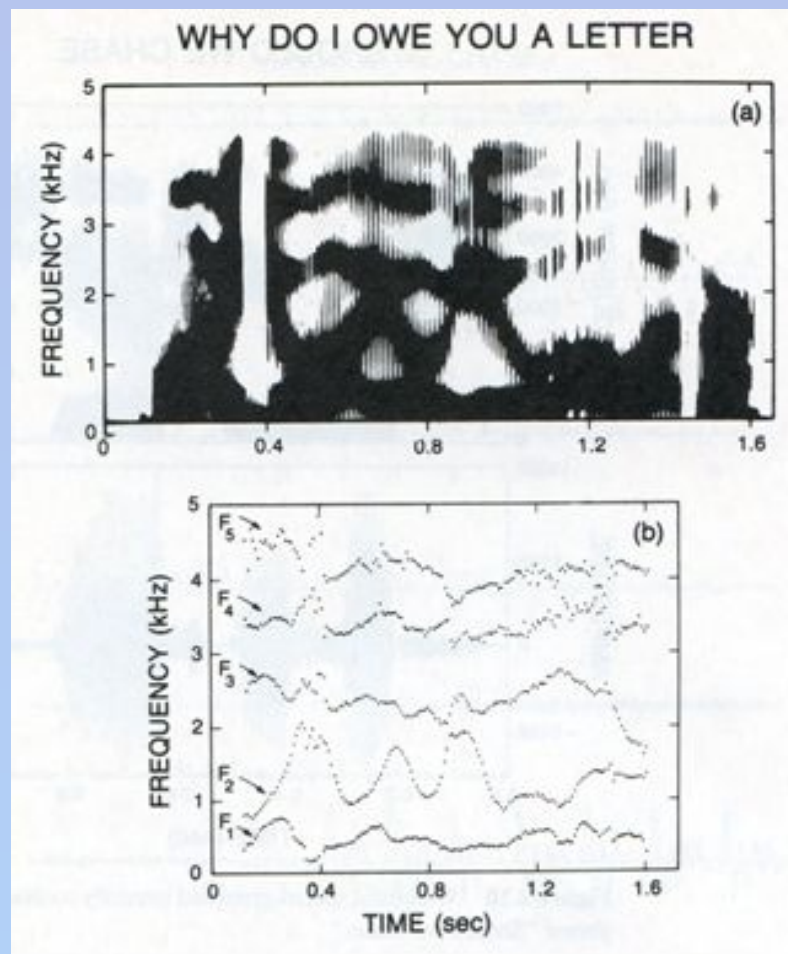 WHY DO I OWE YOU A LETTER
(a)
FREQUENCY (kHz)
5
4
3
2
1
0
0 0.4 0.8 1.2 1.6
(b)
FREQUENCY (kHz)
5
4
3
2
1
0
F5
F4
F3
F2
F1
0 0.4 0.8 1.2 1.6
TIME (sec)